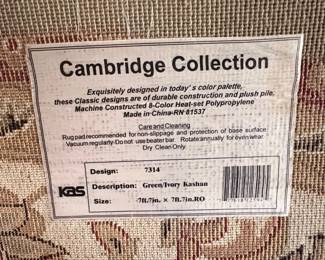 Cambridge Collection
Exquisitely designed in today's color palette,
these Classic designs are of durable construction and plush pile.
Machine Constructed 8-Color Heat-set Polypropylene
Made in China-RN 81537
Care and Cleaning
Rug pad recommended for non-slippage and protection of base surface.
Vacuum regularly-Do not use beater bar. Rotate annually for even wear.
Dry Clean Only.
Design: 7314
Description: Green/Ivory Kashan
kas
Size: 7ft.7in. × 7ft.7in.RO